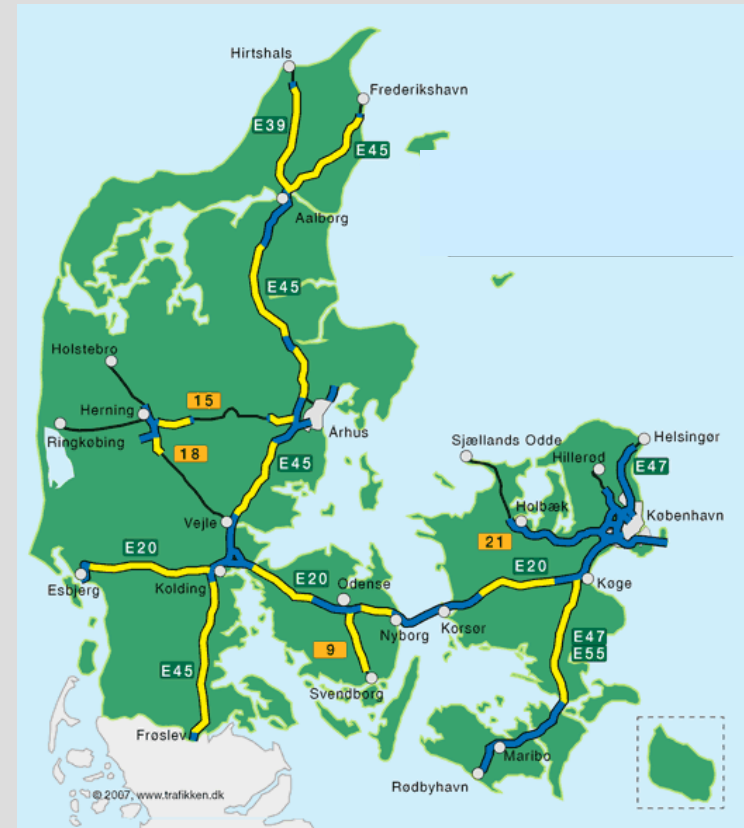 Hirtshals
Frederikshavn
E39
E45
Aalborg
E45
Holstebro
15
Herning
Ringkøbing
18
Århus
E45
Sjællands Odde
Helsingør
Hillerød
E47
Holbæk
København
21
Vejle
E20
E20
E20
Odense
Esbjerg
Kolding
Køge
Korsør
Nyborg
9
E47
E55
E45
Svendborg
Frøslev
Maribo
Rødbyhavn
© 2007, www.trafikken.dk